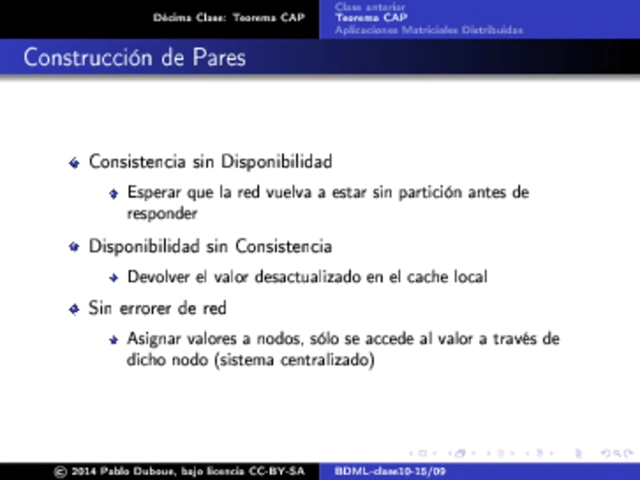 Décima Clase: Teorema CAP
Clase anterior
Teorema CAP
Aplicaciones Matriciales Distribuidas
Construcción de Pares
Consistencia sin Disponibilidad
Esperar que la red vuelva a estar sin partición antes de
responder
Disponibilidad sin Consistencia
Devolver el valor desactualizado en el cache local
Sin errorer de red
Asignar valores a nodos, sólo se accede al valor a través de
dicho nodo (sistema centralizado)
© 2014 Pablo Duboue, bajo licencia CC-BY-SA
BDML-clase10-15/09